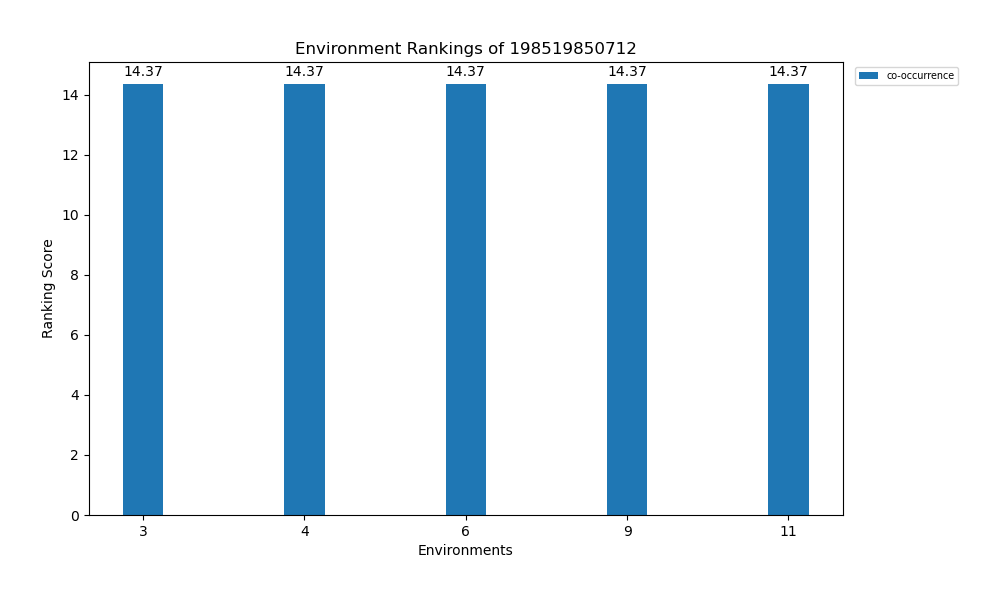 Environment Rankings of 198519850712
14.37 14.37 14.37 14.37 14.37
co-occurrence
14
12
10
8
6
4
2
0
Ranking Score
3 4 6 9 11
Environments